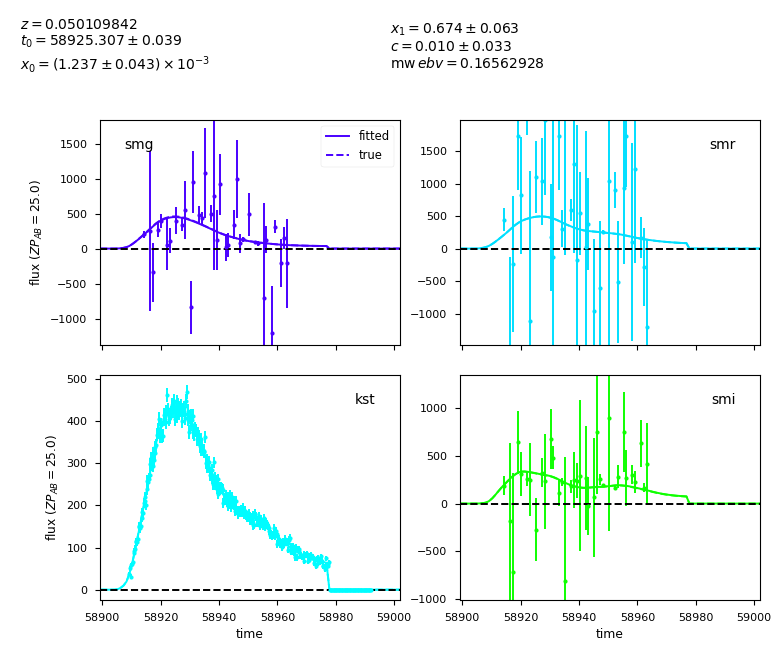 z = 0.050109842
t₀ = 58925.307 ± 0.039
x₀ = (1.237 ± 0.043) × 10⁻³
x₁ = 0.674 ± 0.063
c = 0.010 ± 0.033
mw ebv = 0.16562928
smg
fitted
true
1500
1000
500
0
−500
−1000
flux (ZP_AB = 25.0)
smr
1500
1000
500
0
−500
−1000
kst
500
400
300
200
100
0
flux (ZP_AB = 25.0)
58900 58920 58940 58960 58980 59000
time
smi
1000
500
0
−500
−1000
58900 58920 58940 58960 58980 59000
time